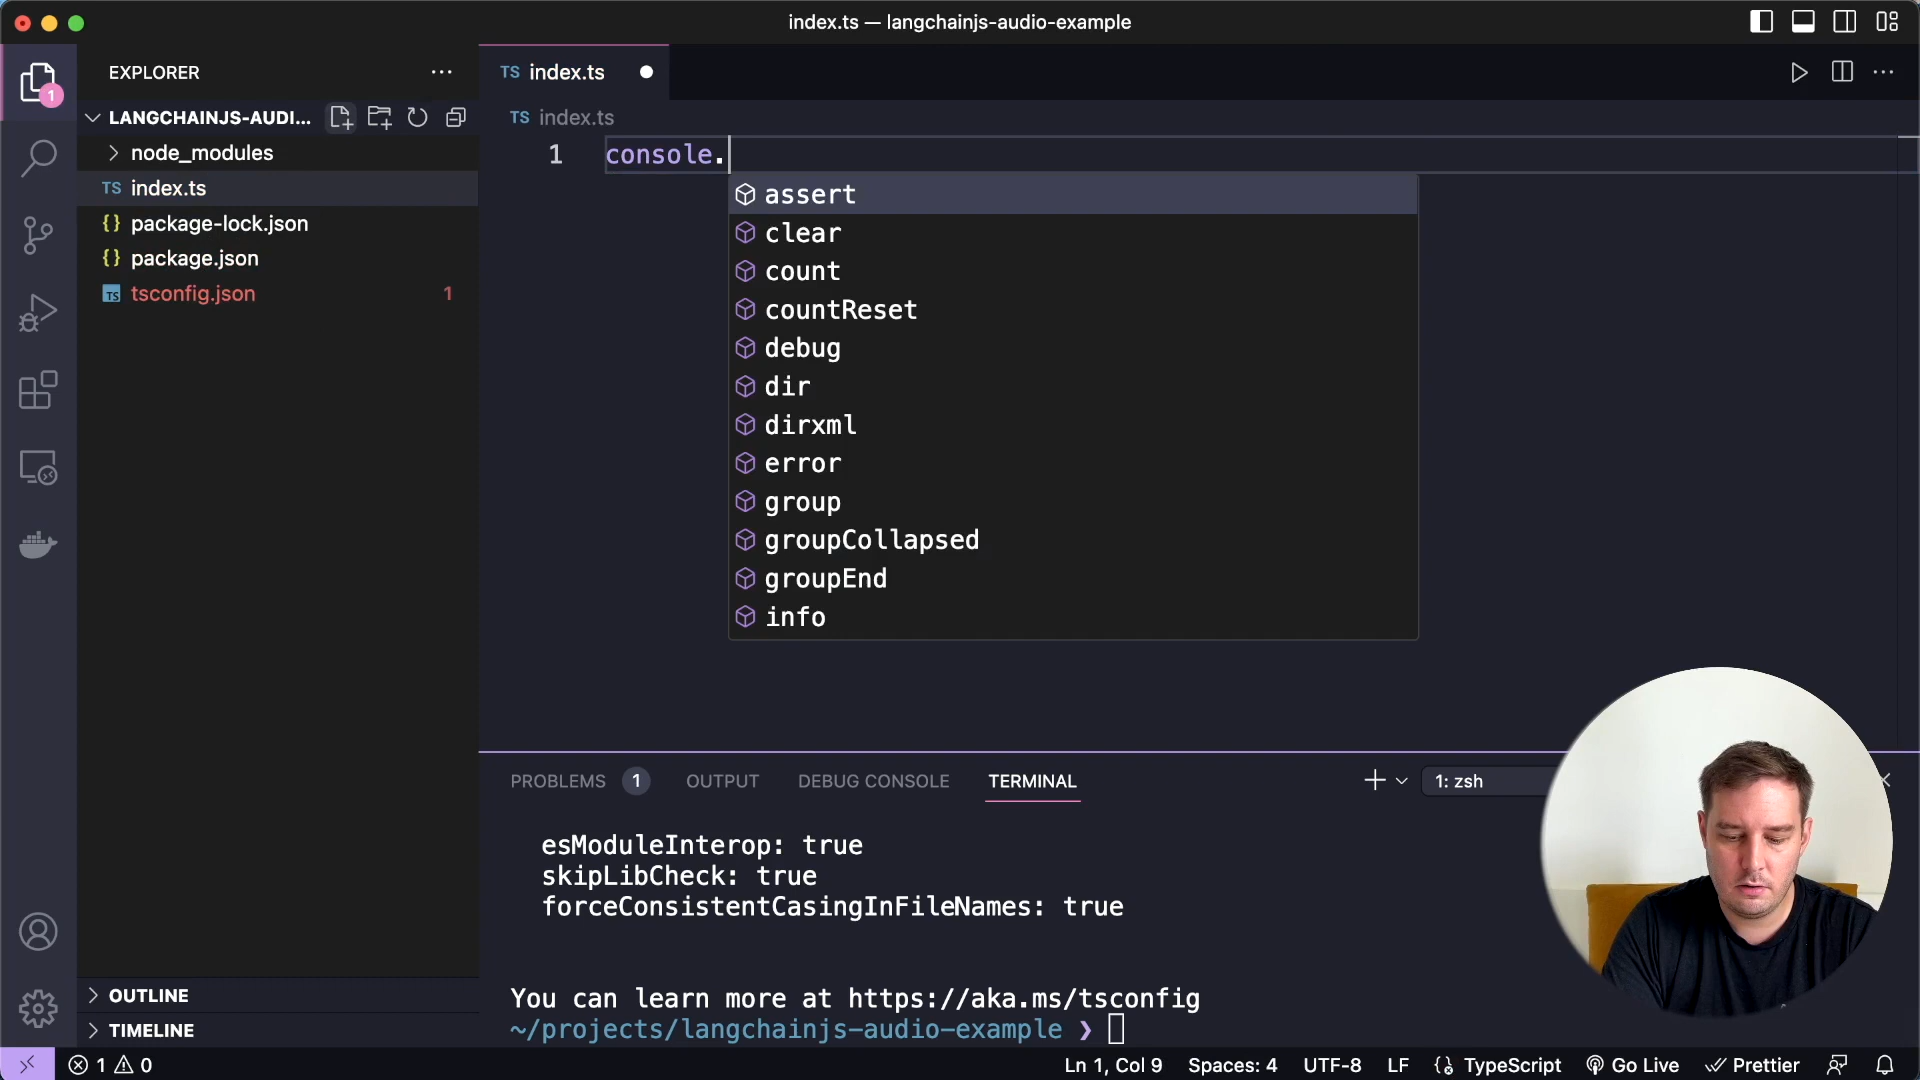 index.ts — langchainjs-audio-example
EXPLORER
TS index.ts
1
LANGCHAINJS-AUDI...
TS index.ts
node_modules
TS index.ts
{} package-lock.json
{} package.json
TS tsconfig.json 1
1 console.
assert
clear
count
countReset
debug
dir
dirxml
error
group
groupCollapsed
groupEnd
info
PROBLEMS 1 OUTPUT DEBUG CONSOLE TERMINAL
1: zsh
esModuleInterop: true
skipLibCheck: true
forceConsistentCasingInFileNames: true
You can learn more at https://aka.ms/tsconfig
~/projects/langchainjs-audio-example ❯
OUTLINE
TIMELINE
1 0
Ln 1, Col 9 Spaces: 4 UTF-8 LF TypeScript Go Live Prettier